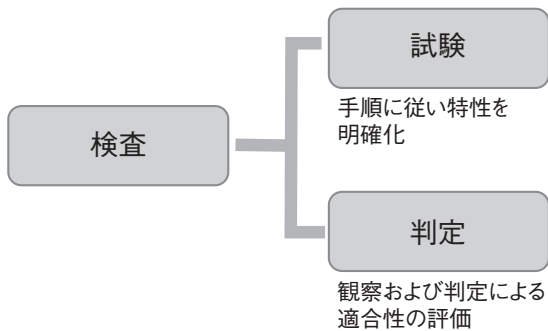 検査
試験
手順に従い特性を
明確化
判定
観察および判定による
適合性の評価